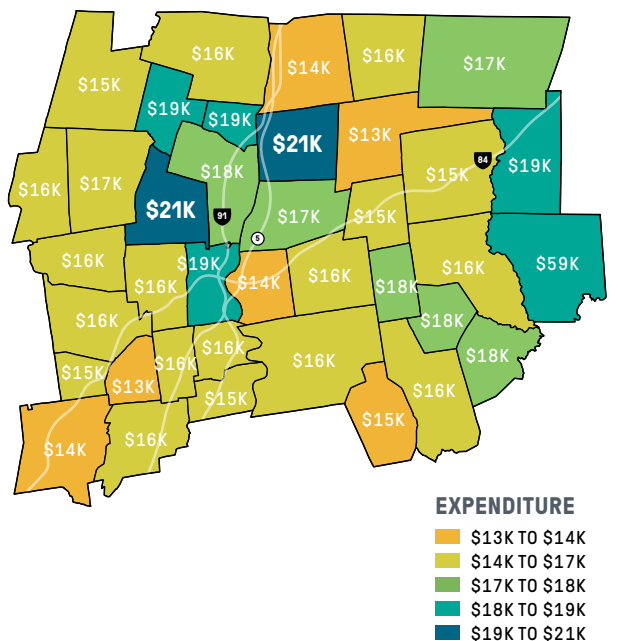 $16K
$16K
$14K
$17K
$15K
$19K
$19K
$21K
$13K
$18K
$15K
84
$19K
$16K
$17K
$21K
91
$17K
$15K
5
$16K
$19K
$59K
$16K
$14K
$16K
$18K
$16K
$16K
$18K
$16K
$16K
$16K
$18K
$15K
$13K
$15K
$16K
$15K
$14K
$16K
EXPENDITURE
$13K TO $14K
$14K TO $17K
$17K TO $18K
$18K TO $19K
$19K TO $21K